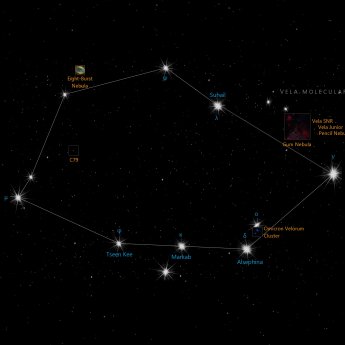 Eight-Burst
Nebula
Suhail
λ
VELA MOLECULAR
Vela SNR
Vela Junior
Pencil Nebu
Gum Nebula
γ
C79
ο
Omicron Velorum
Cluster
φ
κ
δ
Tseen Kee
Markab
Alsephina